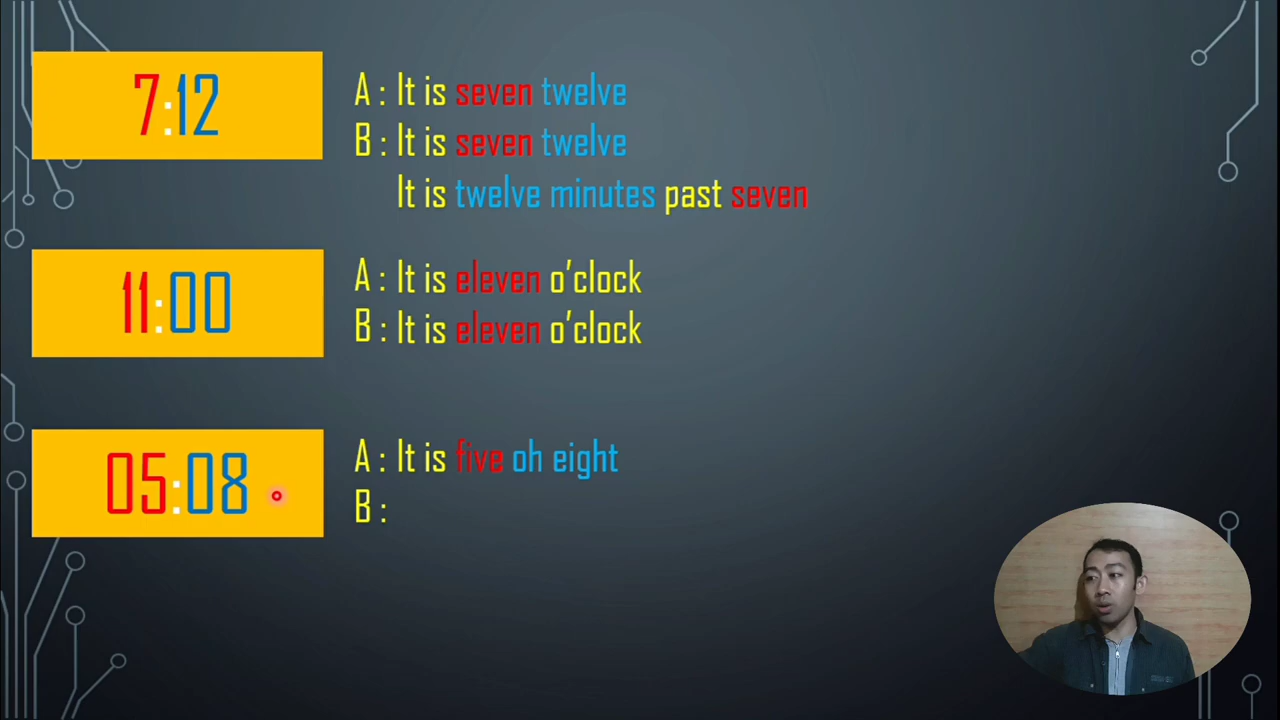 7:12
A : It is seven twelve
B : It is seven twelve
It is twelve minutes past seven
11:00
A : It is eleven o'clock
B : It is eleven o'clock
05:08
A : It is five oh eight
B :